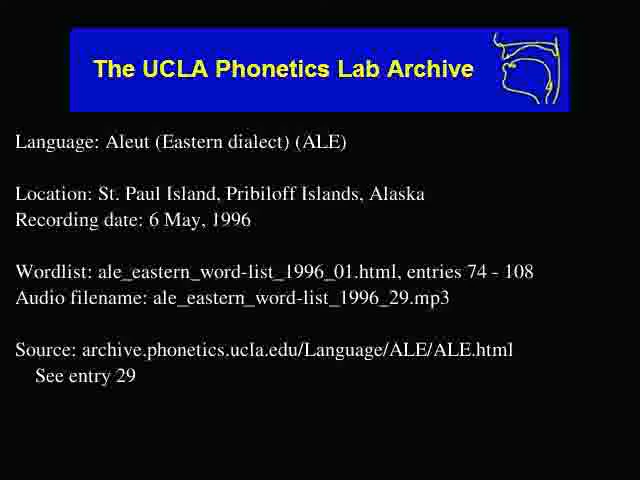 The UCLA Phonetics Lab Archive
Language: Aleut (Eastern dialect) (ALE)
Location: St. Paul Island, Pribiloff Islands, Alaska
Recording date: 6 May, 1996
Wordlist: ale_eastern_word-list_1996_01.html, entries 74 - 108
Audio filename: ale_eastern_word-list_1996_29.mp3
Source: archive.phonetics.ucla.edu/Language/ALE/ALE.html
See entry 29